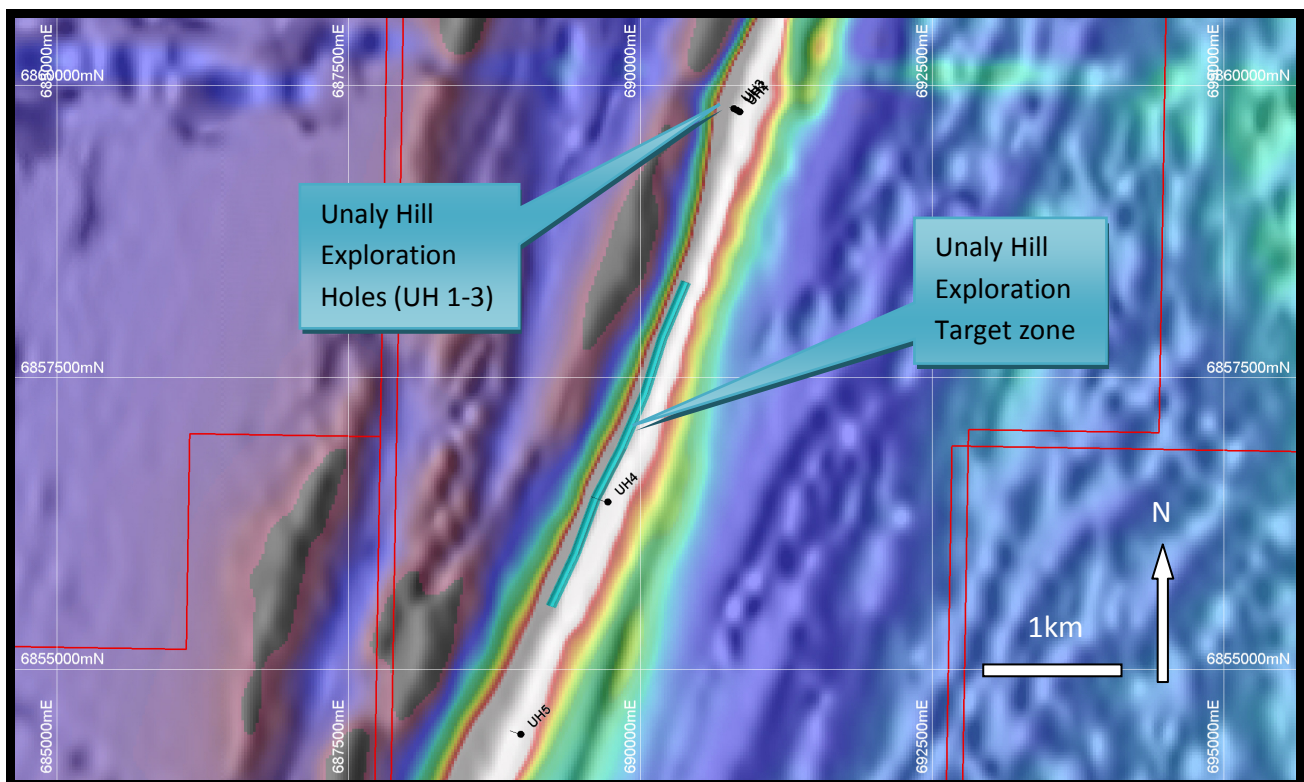 685000mE
687500mE
690000mE
692500mE
695000mE
6860000mN
6860000mN
Unaly Hill
Exploration
Holes (UH 1-3)
Unaly Hill
Exploration
Target zone
6857500mN
6857500mN
UH4
N
1km
6855000mN
6855000mN
UH5
685000mE
687500mE
690000mE
692500mE
695000mE